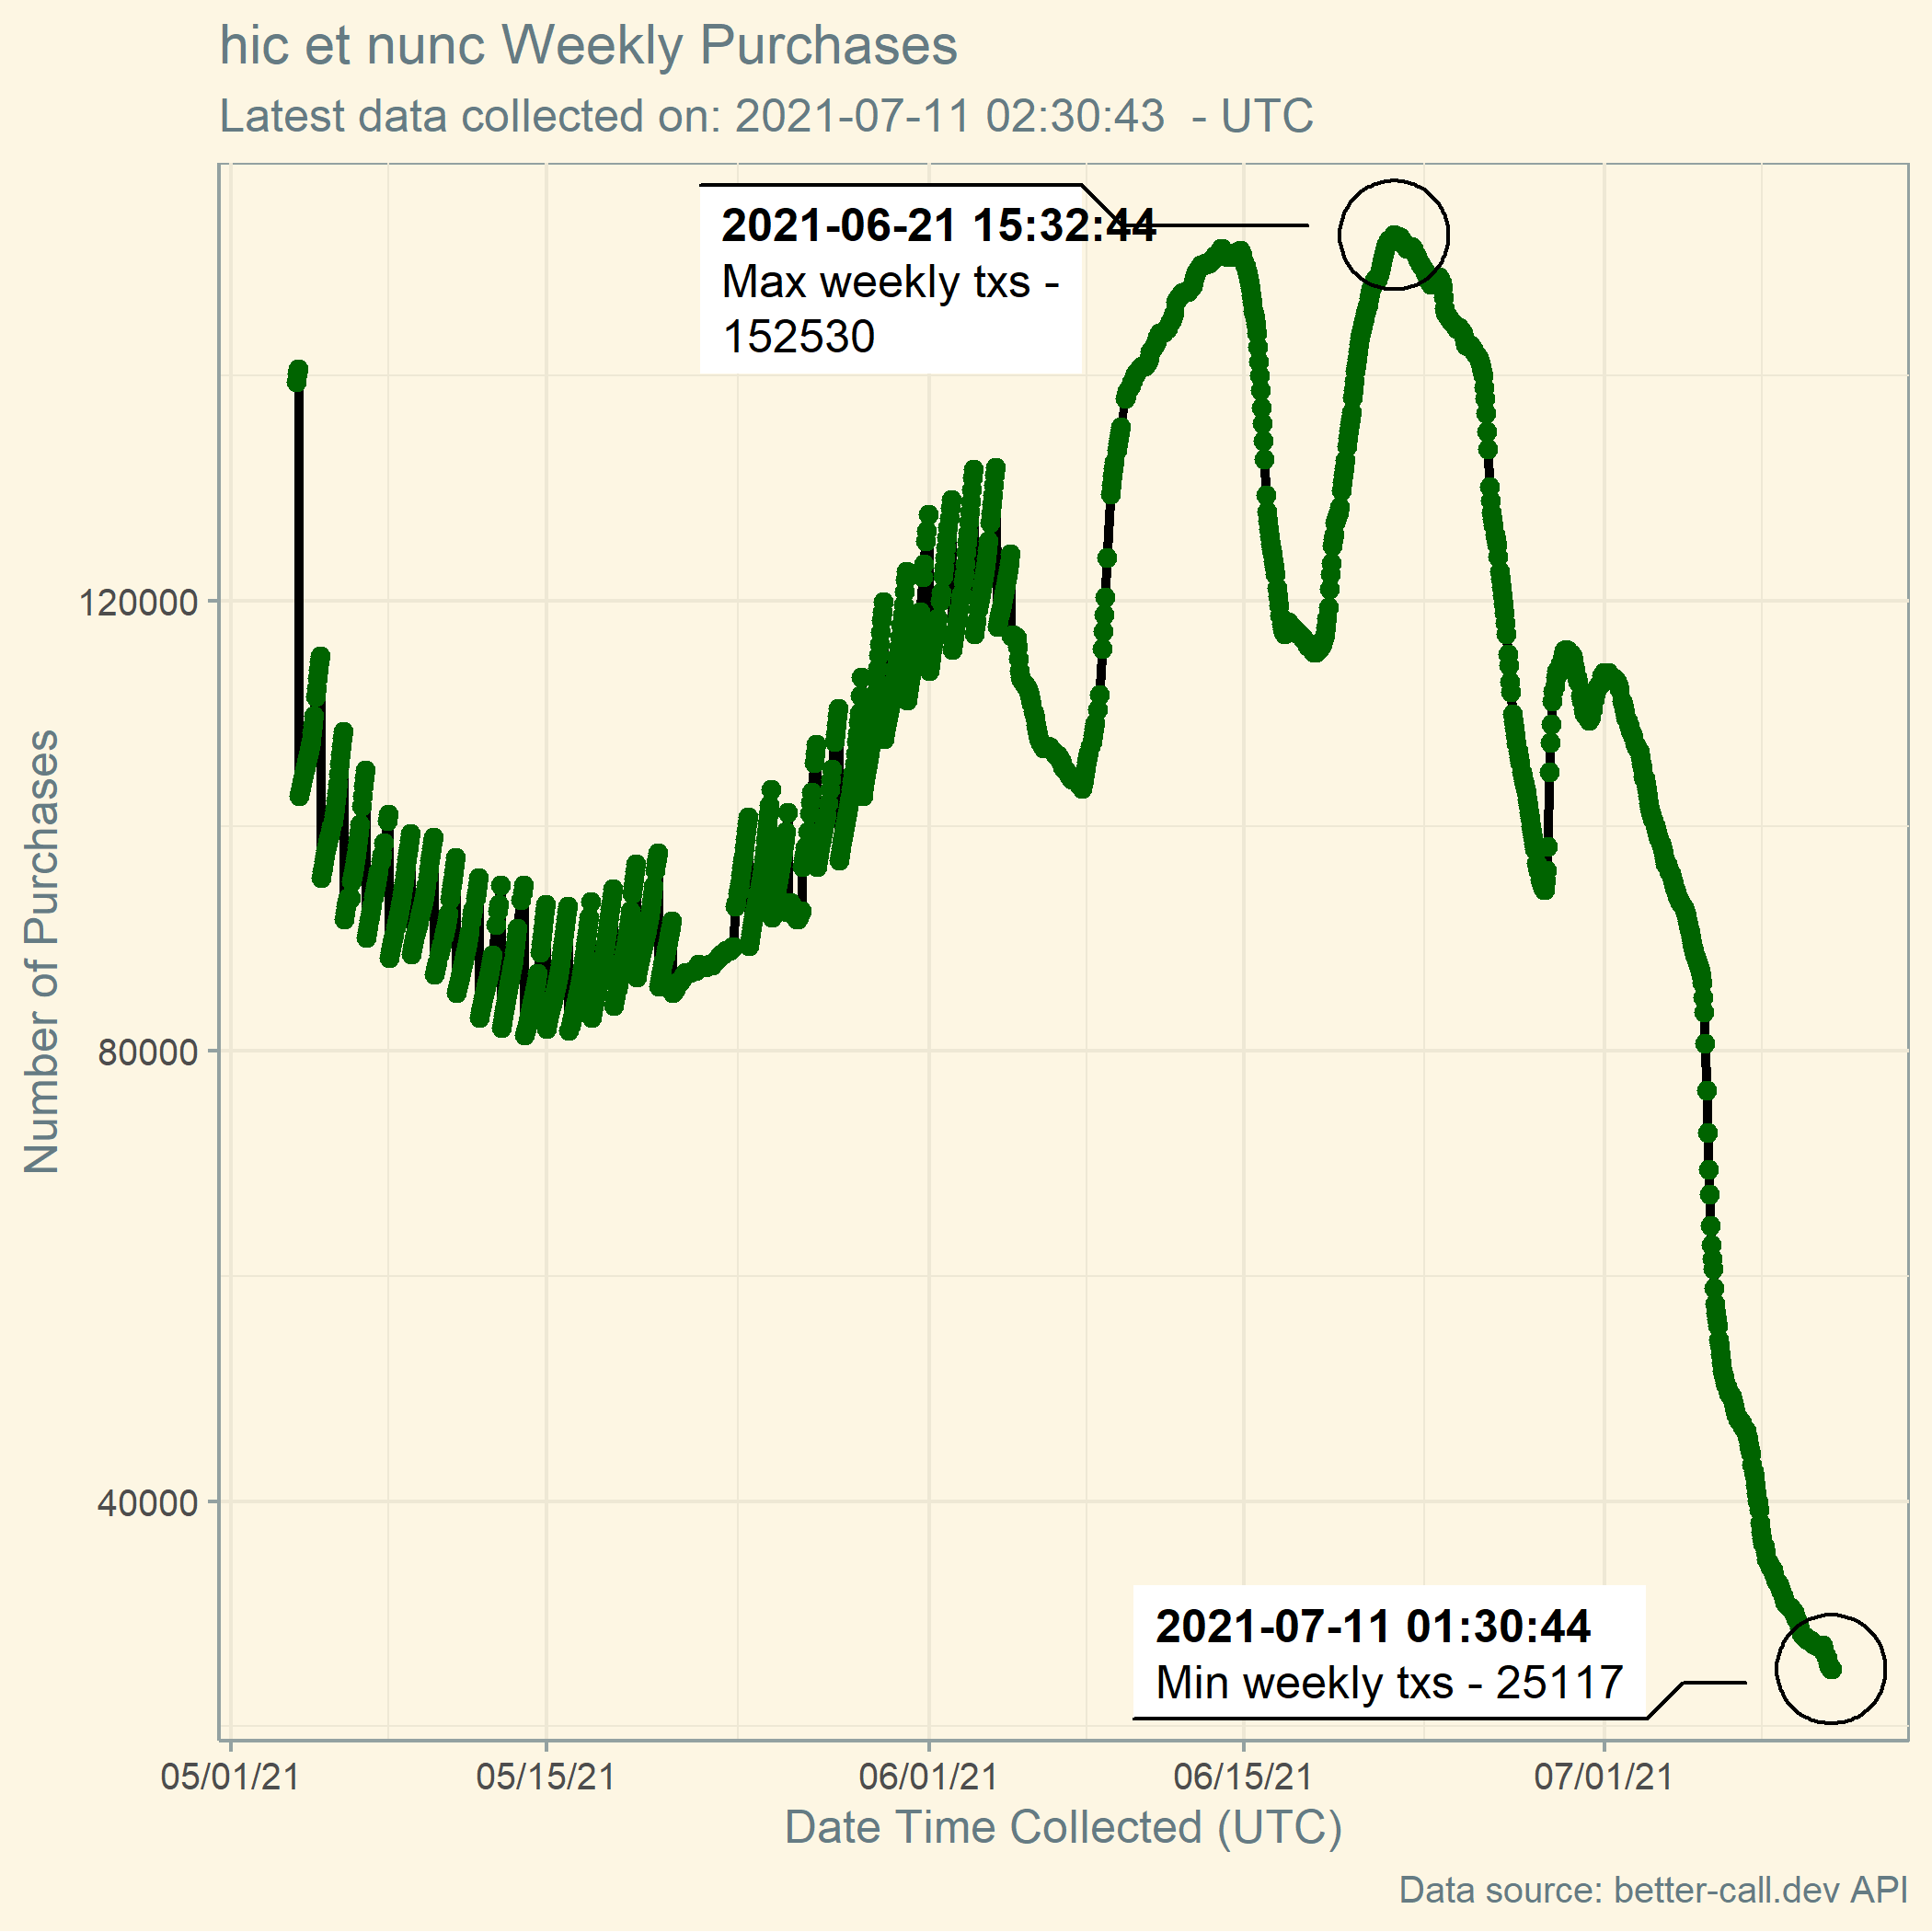 hic et nunc Weekly Purchases
Latest data collected on: 2021-07-11 02:30:43  - UTC
2021-06-21 15:32:44
Max weekly txs -
152530
120000
80000
40000
Number of Purchases
2021-07-11 01:30:44
Min weekly txs - 25117
05/01/21 05/15/21 06/01/21 06/15/21 07/01/21
Date Time Collected (UTC)
Data source: better-call.dev API